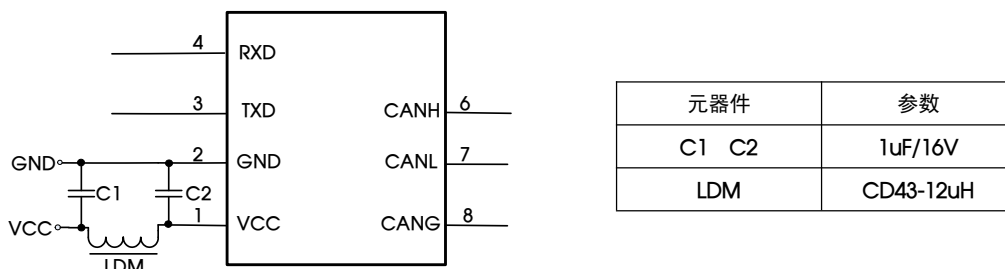 4
RXD
3
TXD
CANH
6
GND
2
GND
CANL
7
C1
C2
VCC
1
VCC
CANG
8
LDM
元器件 参数
C1 C2 1uF/16V
LDM CD43-12uH